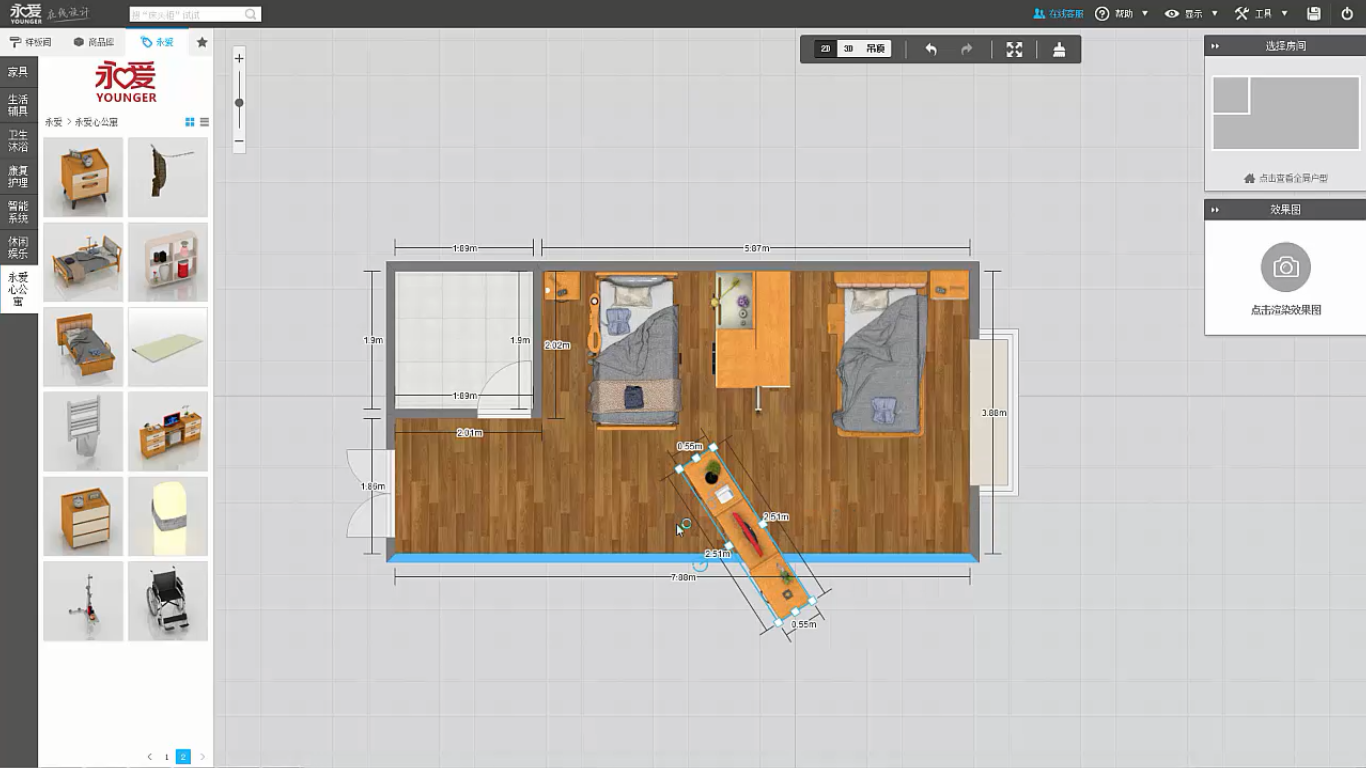 永爱 在线设计
YOUNGER
在线客服
帮助
显示
工具
样板间
商品库
永爱
2D
3D
吊顶
选择房间
家具
永爱
YOUNGER
生活
辅具
永爱 > 永爱心公寓
卫生
沐浴
康复
护理
点击查看全局户型
智能
系统
效果图
休闲
娱乐
1.89m
5.87m
永爱
心公
寓
点击渲染效果图
1.9m
1.9m
2.02m
1.89m
3.88m
2.01m
0.55m
1.86m
2.51m
2.51m
7.88m
0.55m
1
2